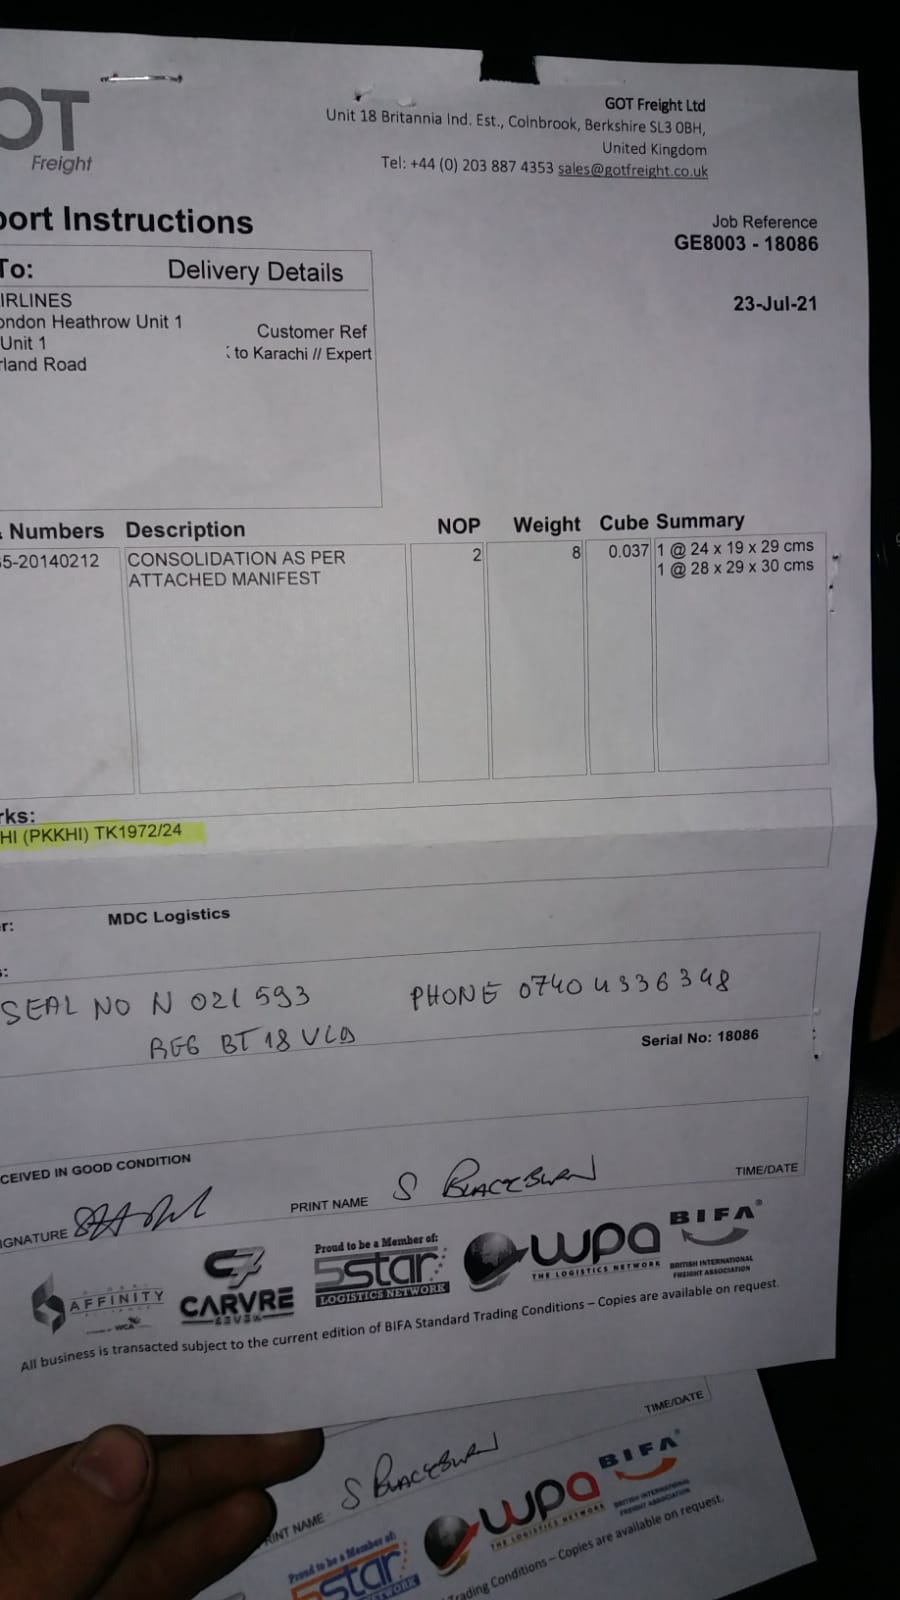 OT
Freight
GOT Freight Ltd
Unit 18 Britannia Ind. Est., Colnbrook, Berkshire SL3 0BH,
United Kingdom
Tel: +44 (0) 203 887 4353 sales@gotfreight.co.uk
port Instructions
Job Reference
GE8003 - 18086
23-Jul-21
To:
Delivery Details
IRLINES
ondon Heathrow Unit 1
Unit 1
rland Road
Customer Ref
to Karachi // Expert
Numbers Description NOP Weight Cube Summary
5-20140212 CONSOLIDATION AS PER 2 8 0.037 1 @ 24 x 19 x 29 cms
ATTACHED MANIFEST 1 @ 28 x 29 x 30 cms
rks:
HI (PKKHI) TK1972/24
r: MDC Logistics
s:
SEAL NO N 021 593 PHONE 07404336348
REG BT 18 VLD
Serial No: 18086
CEIVED IN GOOD CONDITION
IGNATURE
PRINT NAME S BLACKBURN
TIME/DATE
AFFINITY
WCA
CARVRE
SEVEN
Proud to be a Member of:
5star
LOGISTICS NETWORK
wpa
THE LOGISTICS NETWORK
BIFA
BRITISH INTERNATIONAL
FREIGHT ASSOCIATION
All business is transacted subject to the current edition of BIFA Standard Trading Conditions – Copies are available on request.
TIME/DATE
RINT NAME S BLACKBURN
Proud to be a Member of:
5star
NETWORK
wpa
THE LOGISTICS NETWORK
BIFA
BRITISH INTERNATIONAL
FREIGHT ASSOCIATION
Trading Conditions – Copies are available on request.